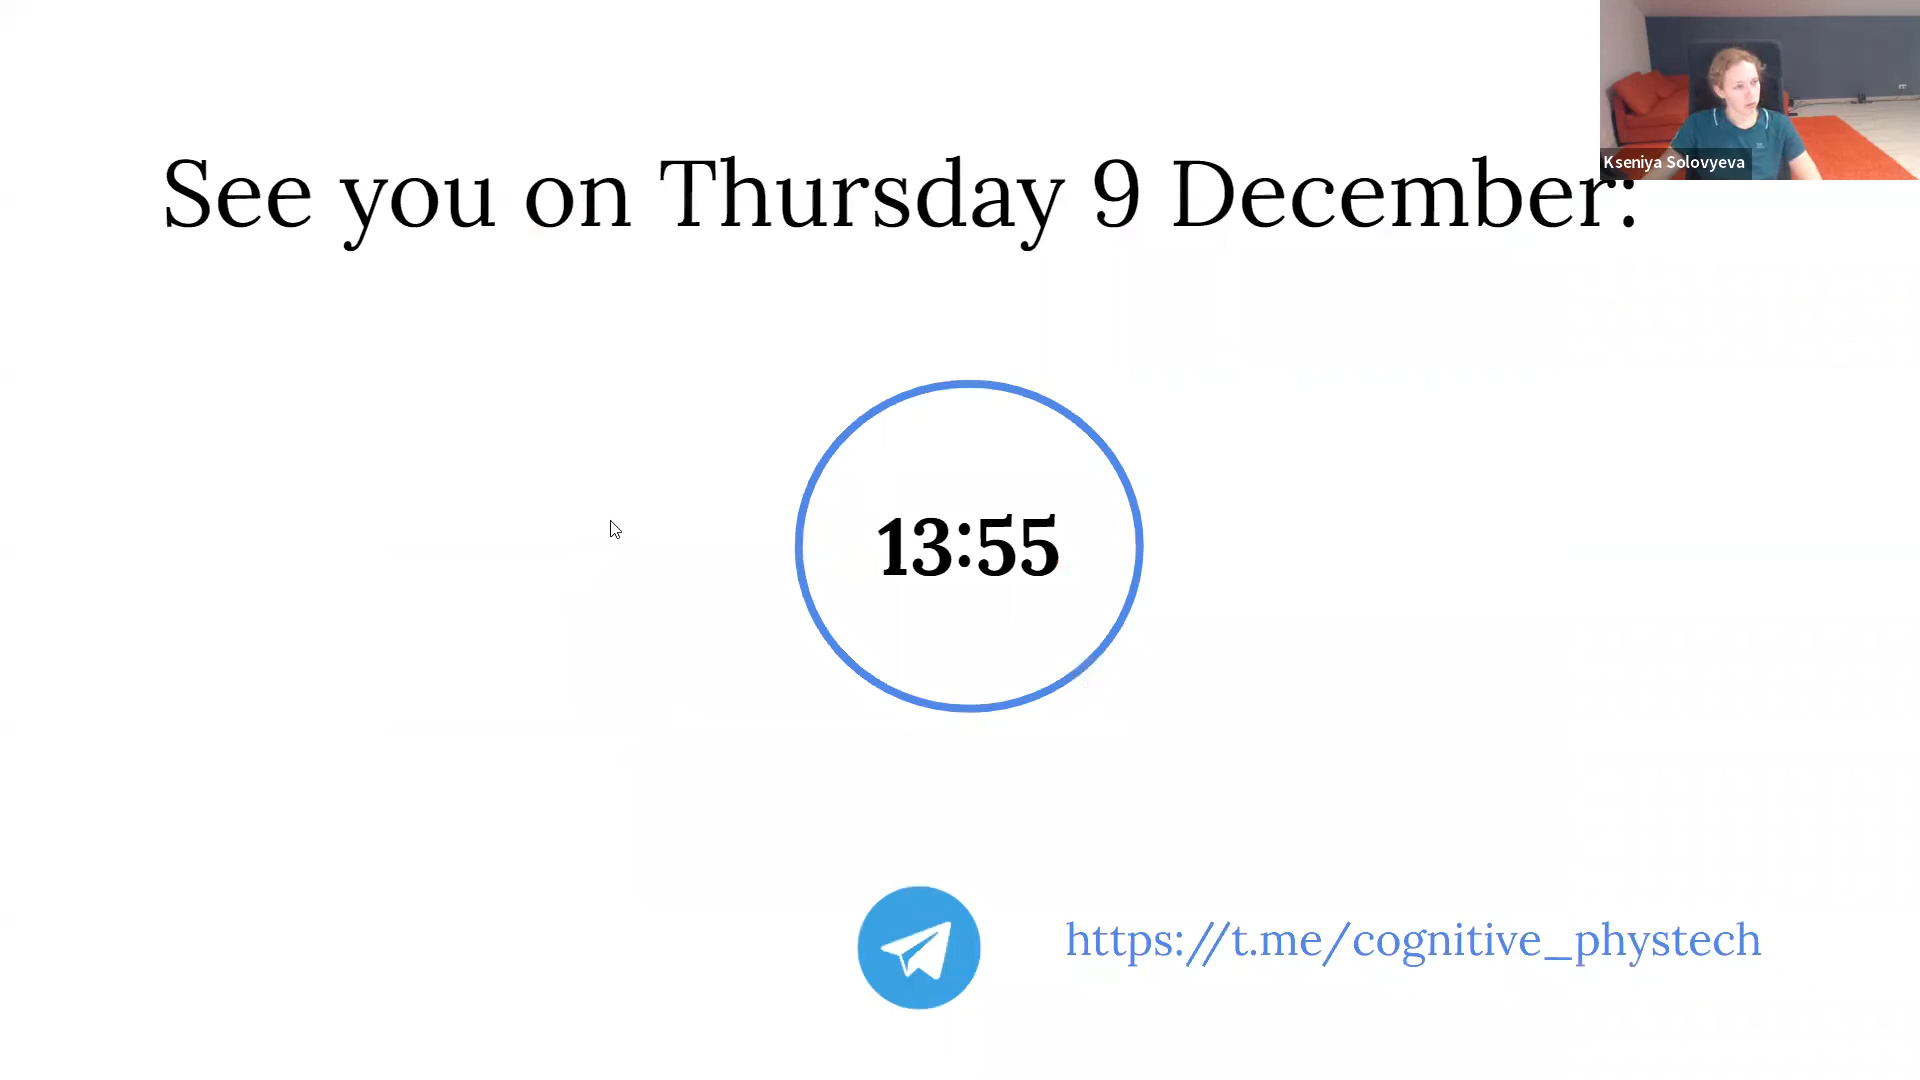 Kseniya Solovyeva
See you on Thursday 9 December:
13:55
https://t.me/cognitive_phystech